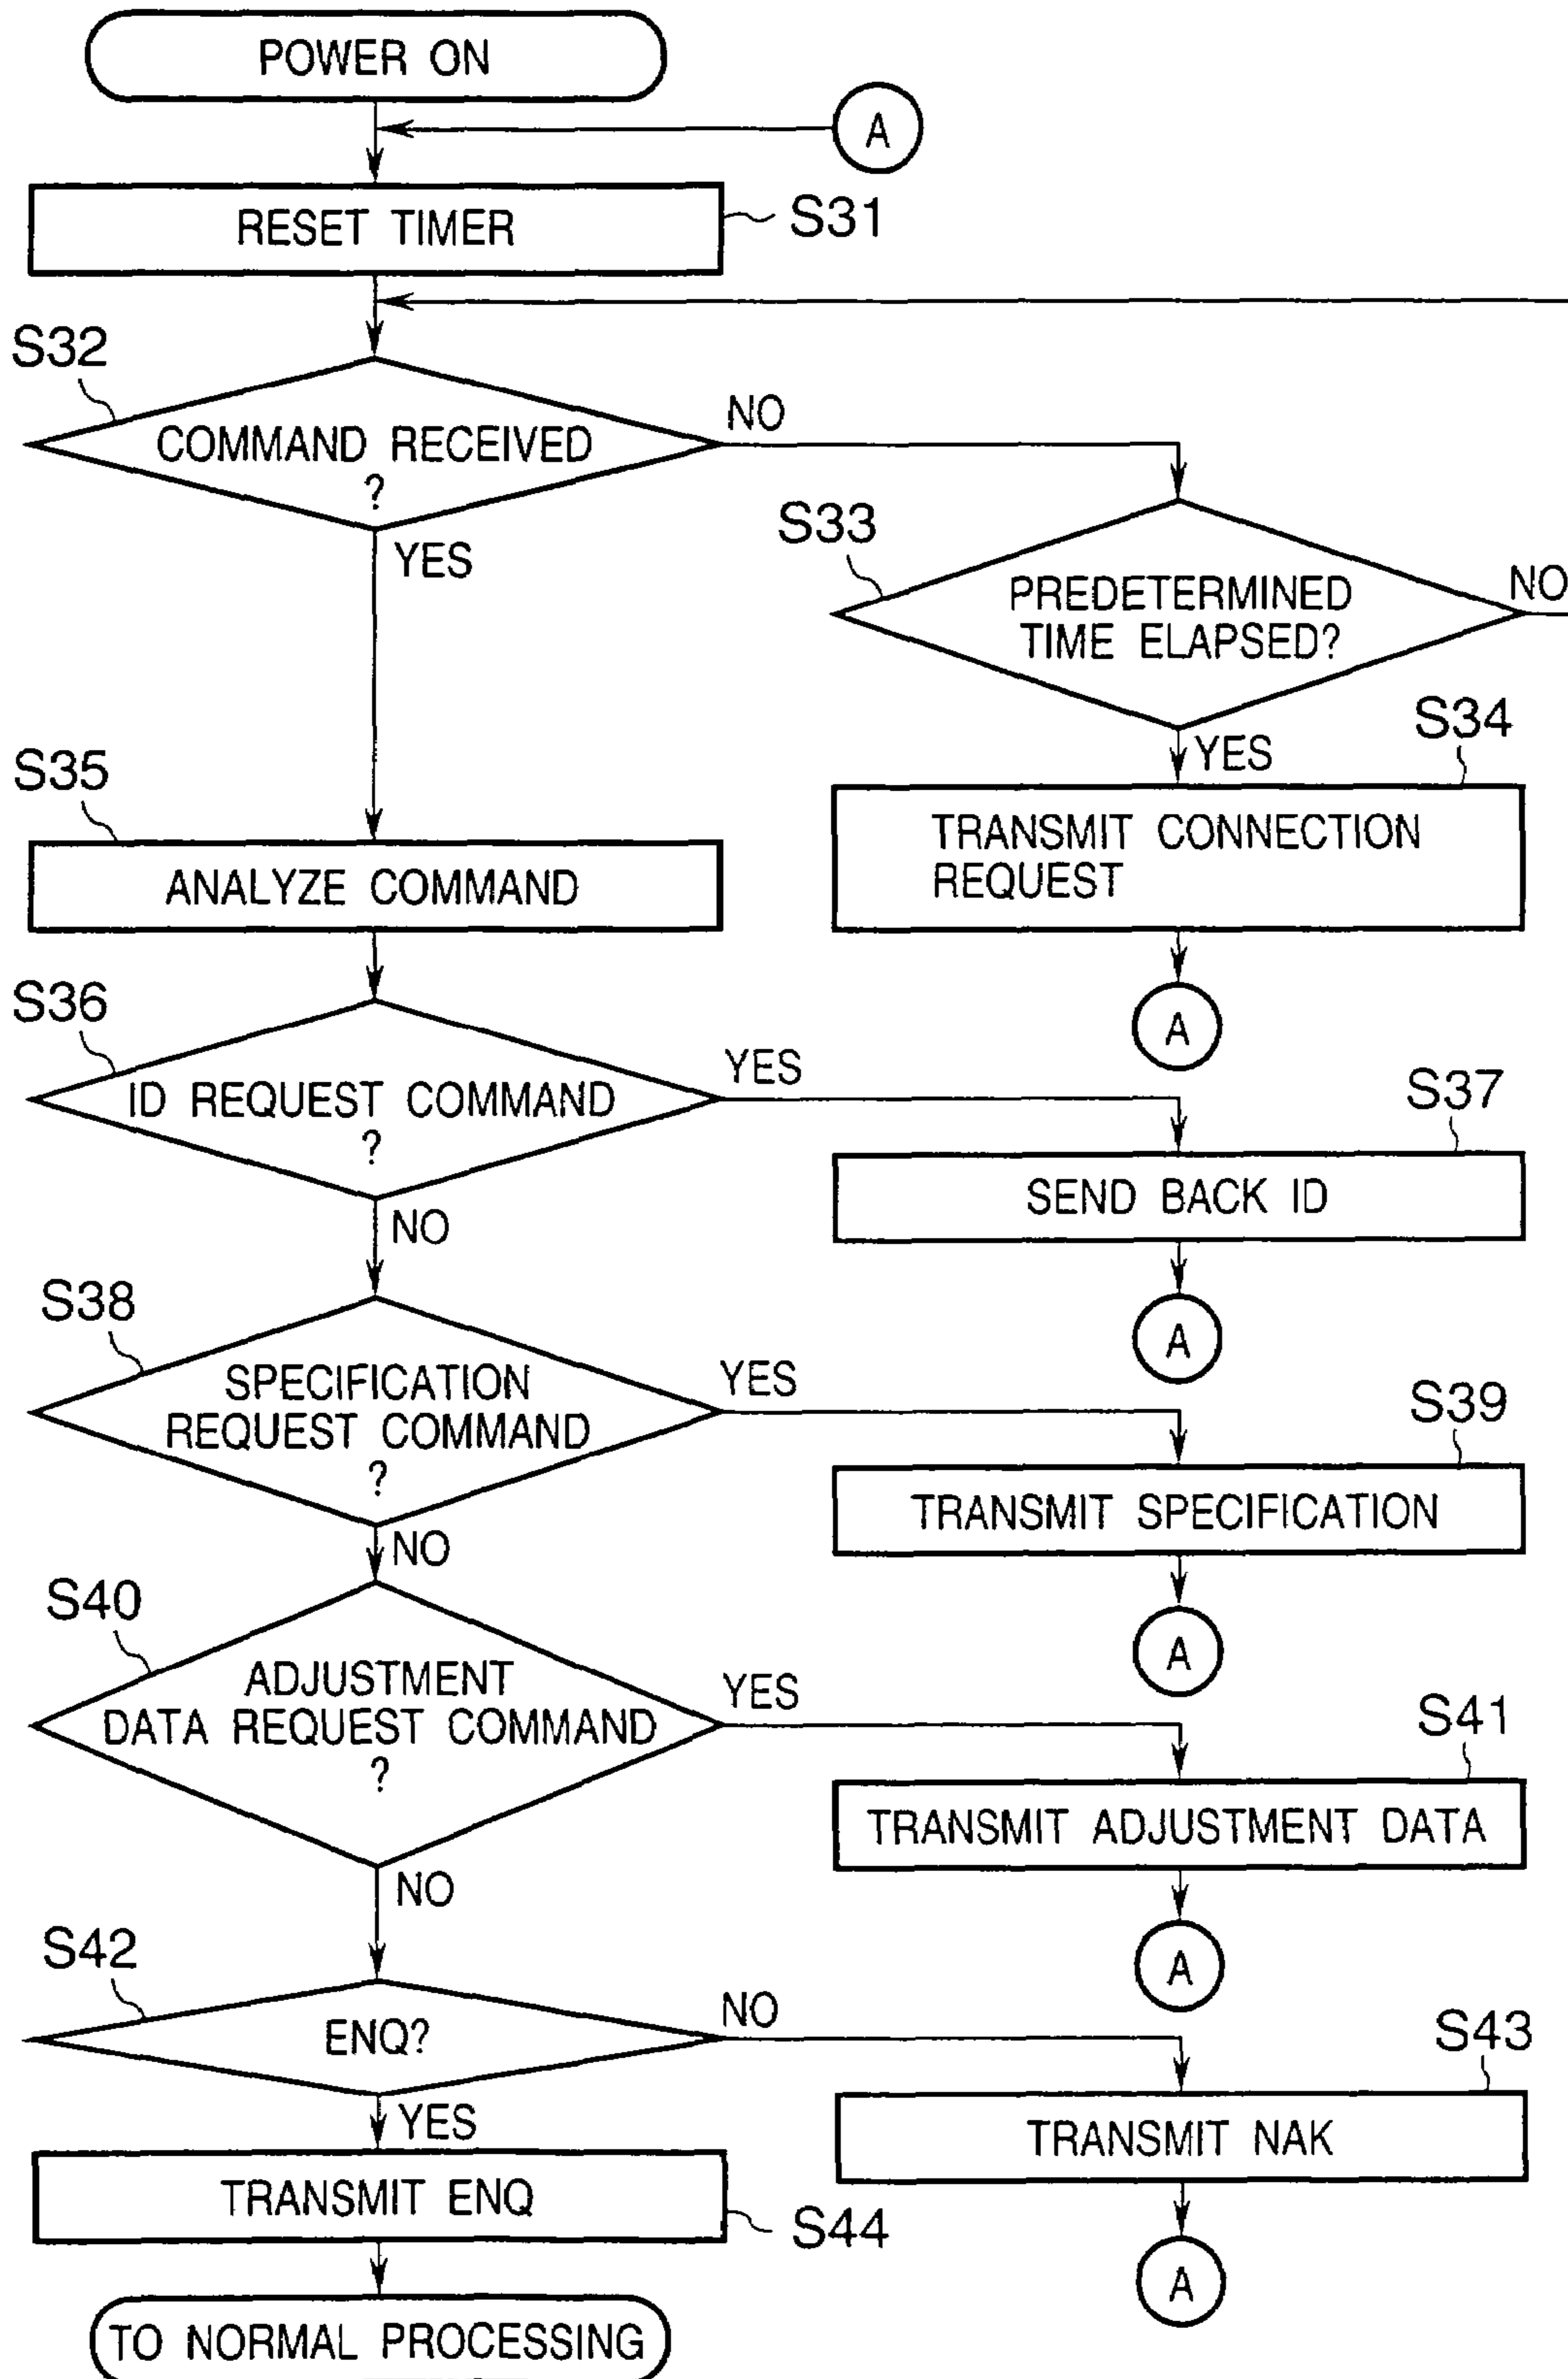 POWER ON
A
RESET TIMER
S31
S32
COMMAND RECEIVED
?
NO
YES
S33
PREDETERMINED
TIME ELAPSED?
NO
YES
S34
TRANSMIT CONNECTION
REQUEST
A
S35
ANALYZE COMMAND
S36
ID REQUEST COMMAND
?
YES
NO
S37
SEND BACK ID
A
S38
SPECIFICATION
REQUEST COMMAND
?
YES
NO
S39
TRANSMIT SPECIFICATION
A
S40
ADJUSTMENT
DATA REQUEST COMMAND
?
YES
NO
S41
TRANSMIT ADJUSTMENT DATA
A
S42
ENQ?
NO
YES
S43
TRANSMIT NAK
A
TRANSMIT ENQ
S44
TO NORMAL PROCESSING